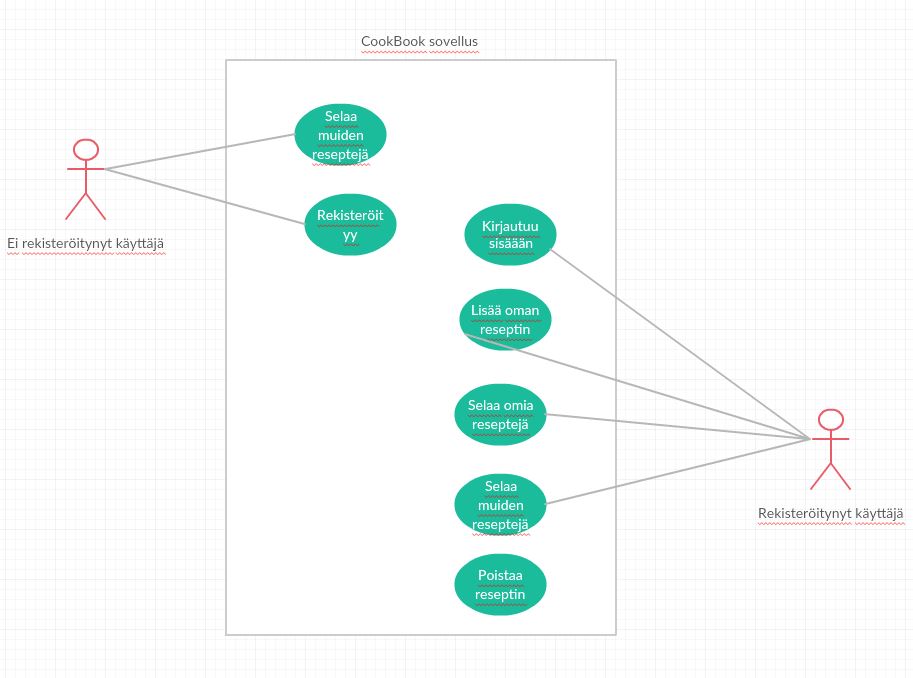 CookBook sovellus
Selaa
muiden
reseptejä
Rekisteröit
yy
Ei rekisteröitynyt käyttäjä
Kirjautuu
sisäään
Lisää oman
reseptin
Selaa omia
reseptejä
Selaa
muiden
reseptejä
Poistaa
reseptin
Rekisteröitynyt käyttäjä